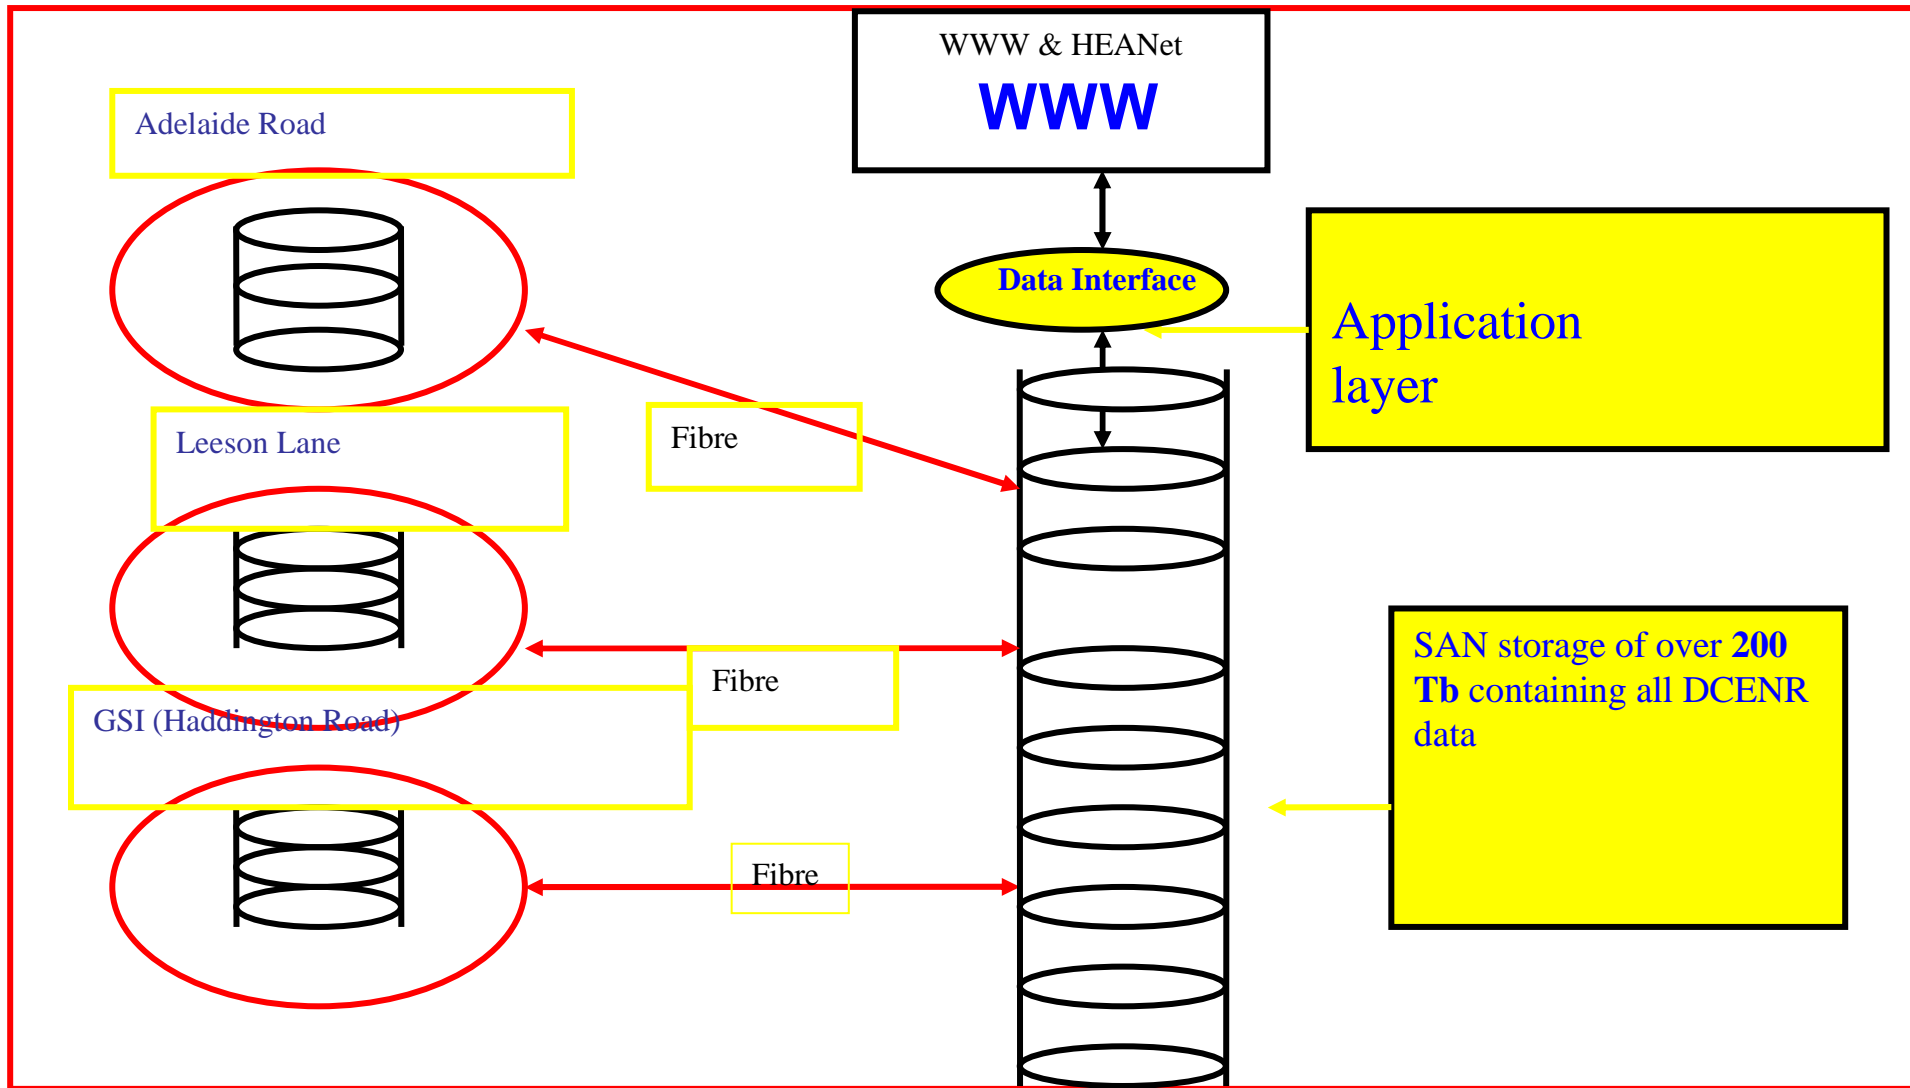 WWW & HEANet
WWW
Adelaide Road
Data Interface
Application
layer
Leeson Lane
Fibre
SAN storage of over 200
Tb containing all DCENR
data
Fibre
GSI (Haddington Road)
Fibre